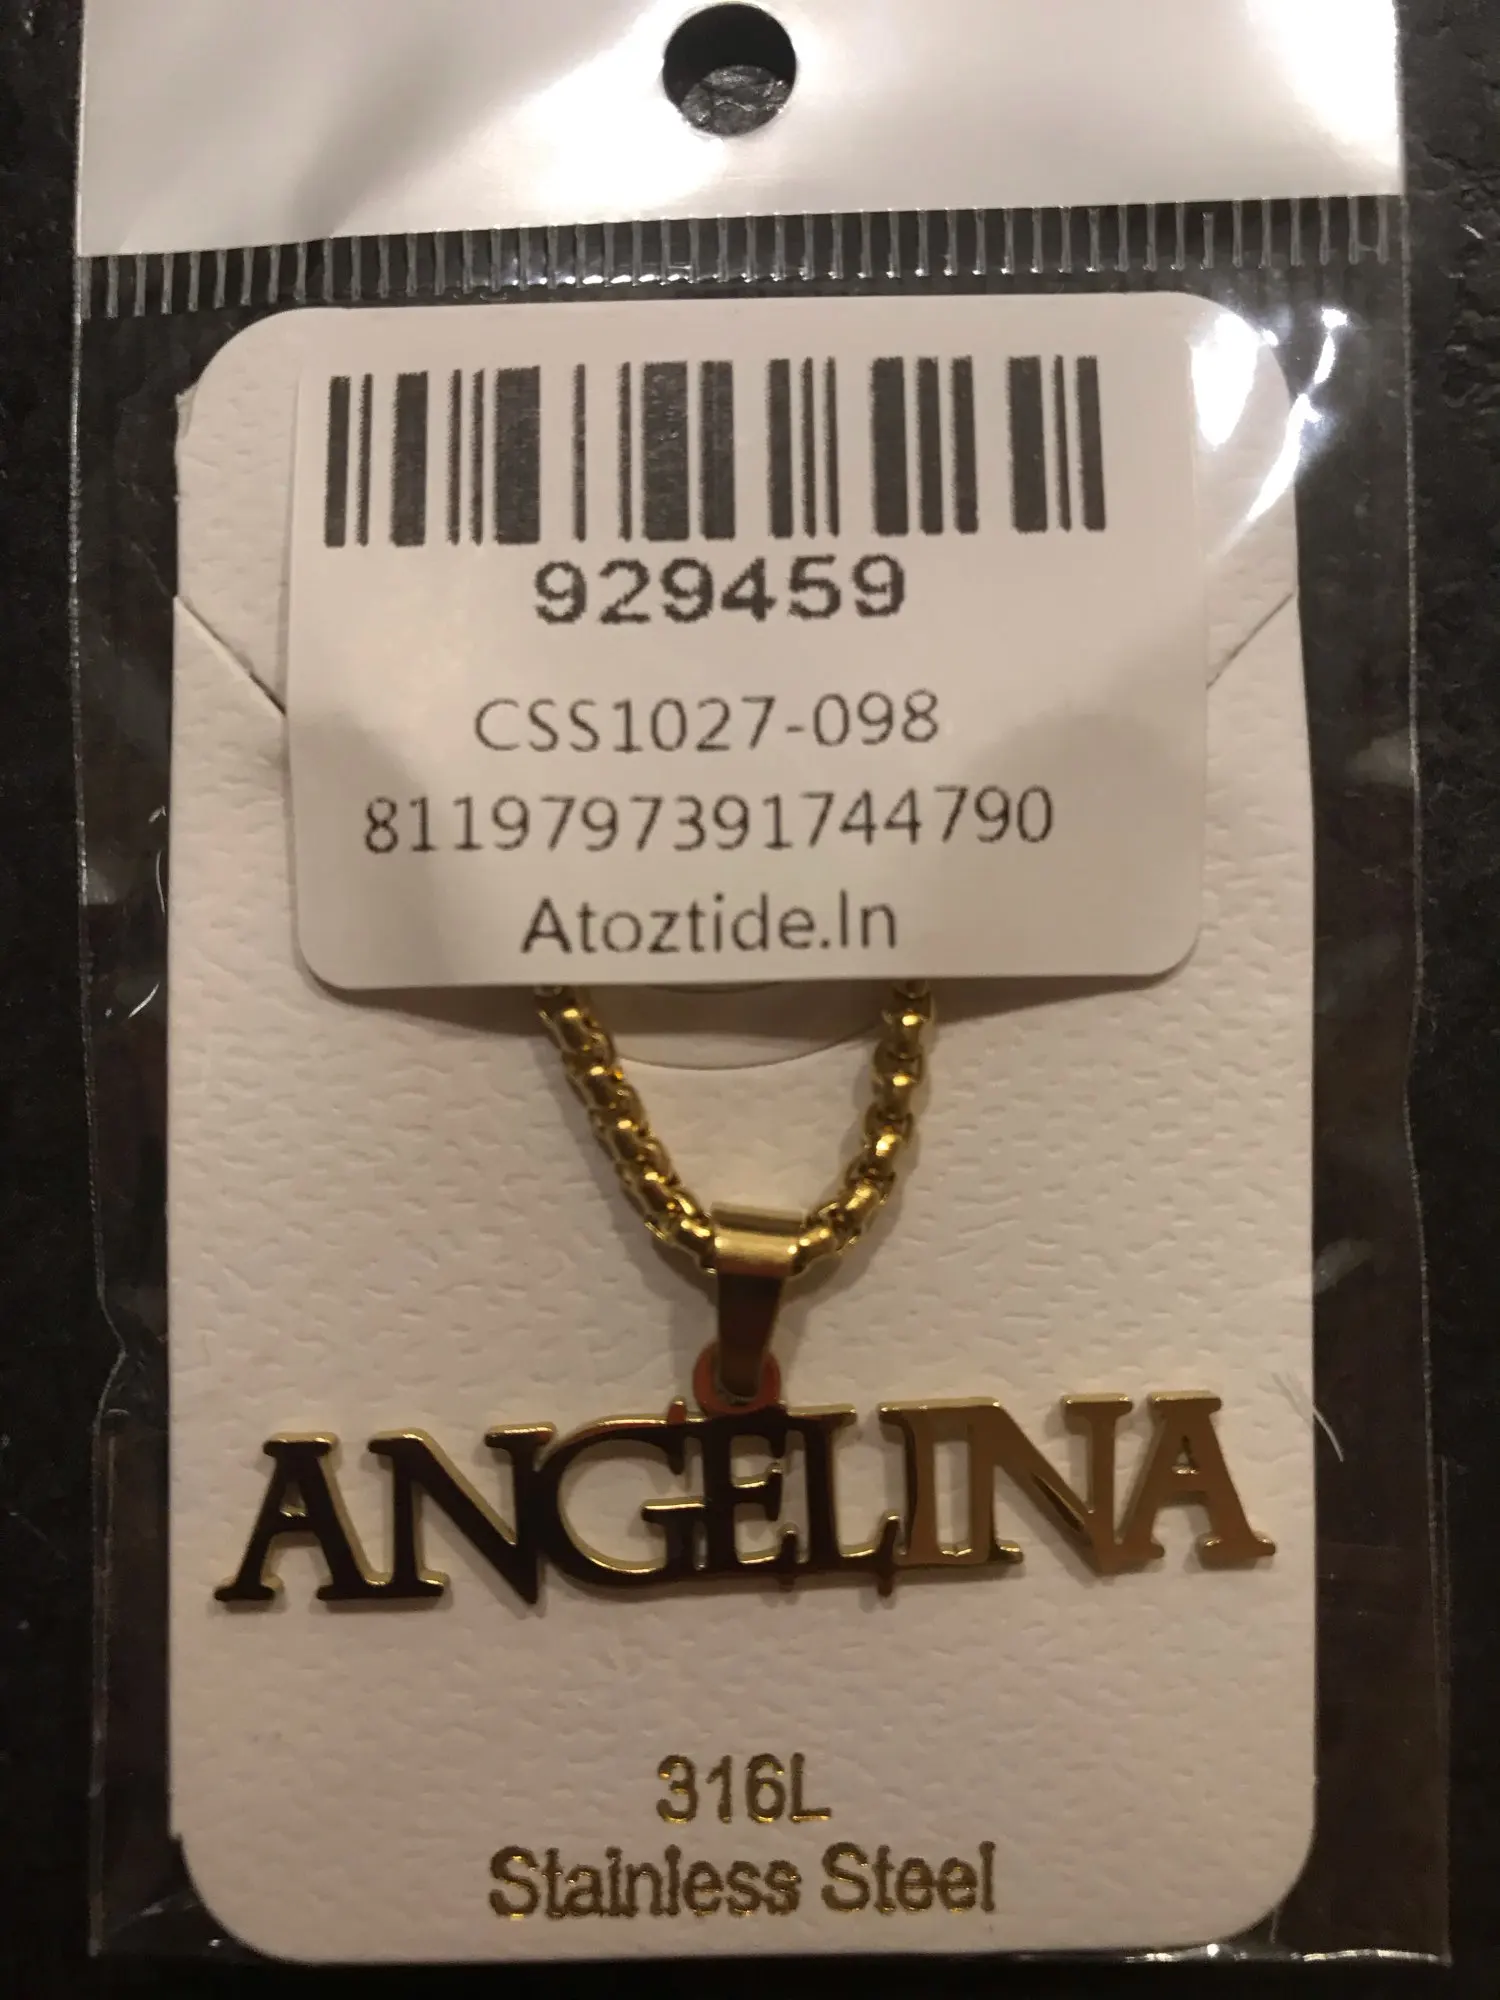 929459
CSS1027-098
8119797391744790
Atoztide.In
ANGELINA
316L
Stainless Steel